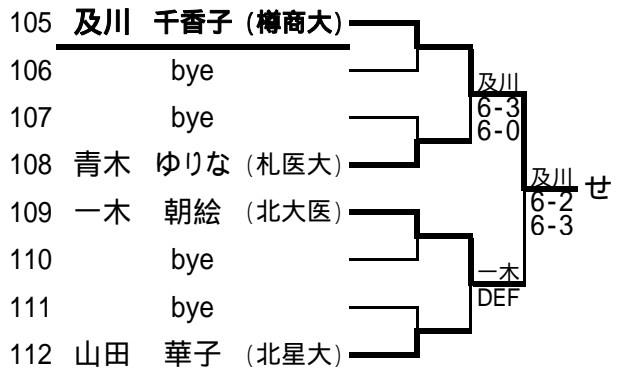 105 及川 千香子 (樽商大)
106 bye
107 bye
108 青木 ゆりな (札医大)
109 一木 朝絵 (北大医)
110 bye
111 bye
112 山田 華子 (北星大)
及川
6-3
6-0
一木
DEF
及川
6-2
6-3
せ